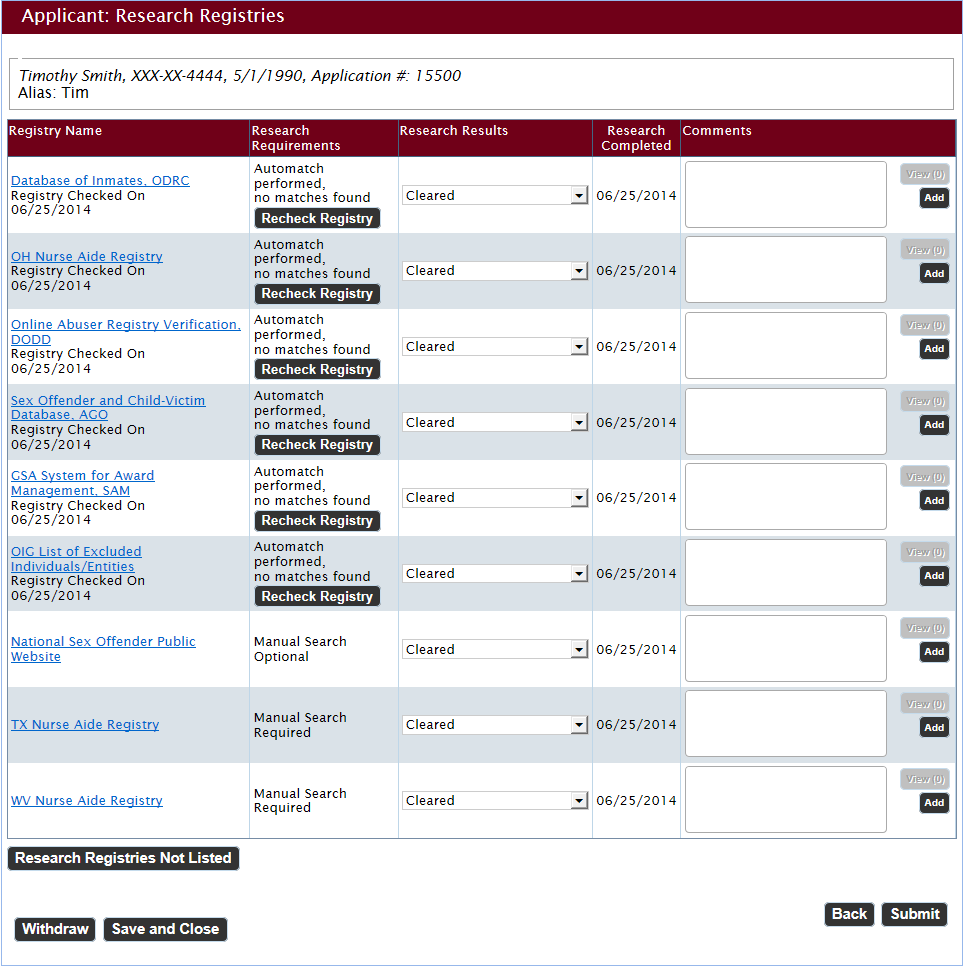 Applicant: Research Registries
Timothy Smith, XXX-XX-4444, 5/1/1990, Application #: 15500
Alias: Tim
Registry Name
Research
Requirements
Research Results
Research
Completed
Comments
Database of Inmates, ODRC
Registry Checked On
06/25/2014
Automatch
performed,
no matches found
Recheck Registry
Cleared
06/25/2014
View (0)
Add
OH Nurse Aide Registry
Registry Checked On
06/25/2014
Automatch
performed,
no matches found
Recheck Registry
Cleared
06/25/2014
View (0)
Add
Online Abuser Registry Verification,
DODD
Registry Checked On
06/25/2014
Automatch
performed,
no matches found
Recheck Registry
Cleared
06/25/2014
View (0)
Add
Sex Offender and Child-Victim
Database, AGO
Registry Checked On
06/25/2014
Automatch
performed,
no matches found
Recheck Registry
Cleared
06/25/2014
View (0)
Add
GSA System for Award
Management, SAM
Registry Checked On
06/25/2014
Automatch
performed,
no matches found
Recheck Registry
Cleared
06/25/2014
View (0)
Add
OIG List of Excluded
Individuals/Entities
Registry Checked On
06/25/2014
Automatch
performed,
no matches found
Recheck Registry
Cleared
06/25/2014
View (0)
Add
National Sex Offender Public
Website
Manual Search
Optional
Cleared
06/25/2014
View (0)
Add
TX Nurse Aide Registry
Manual Search
Required
Cleared
06/25/2014
View (0)
Add
WV Nurse Aide Registry
Manual Search
Required
Cleared
06/25/2014
View (0)
Add
Research Registries Not Listed
Withdraw
Save and Close
Back
Submit